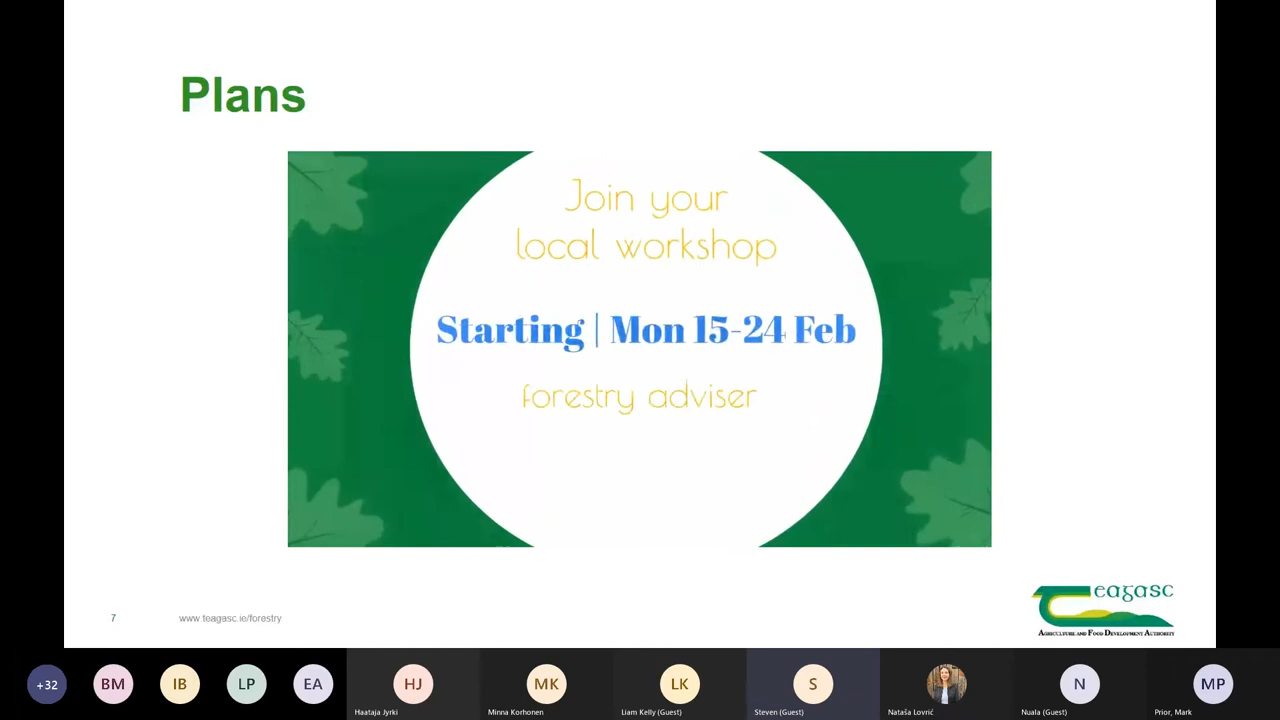 Plans
Join your
local workshop
Starting | Mon 15-24 Feb
forestry adviser
7
www.teagasc.ie/forestry
eagasc
Agriculture and Food Development Authority
+32
BM
IB
LP
EA
HJ
MK
LK
S
N
MP
Haataja Jyrki
Minna Korhonen
Liam Kelly (Guest)
Steven (Guest)
Nataša Lovrić
Nuala (Guest)
Prior, Mark